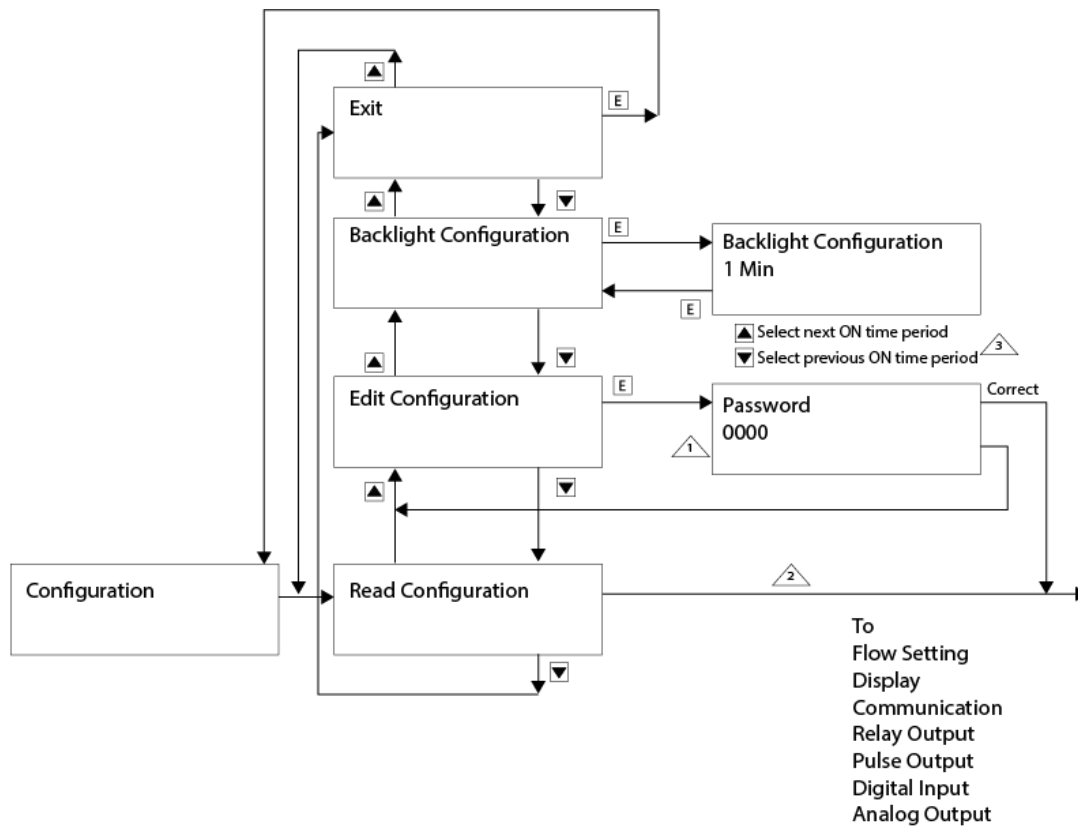 Exit
E
Backlight Configuration
E
Backlight Configuration
1 Min
E
Select next ON time period
Select previous ON time period
3
Edit Configuration
E
Password
0000
Correct
1
Configuration
Read Configuration
2
To
Flow Setting
Display
Communication
Relay Output
Pulse Output
Digital Input
Analog Output